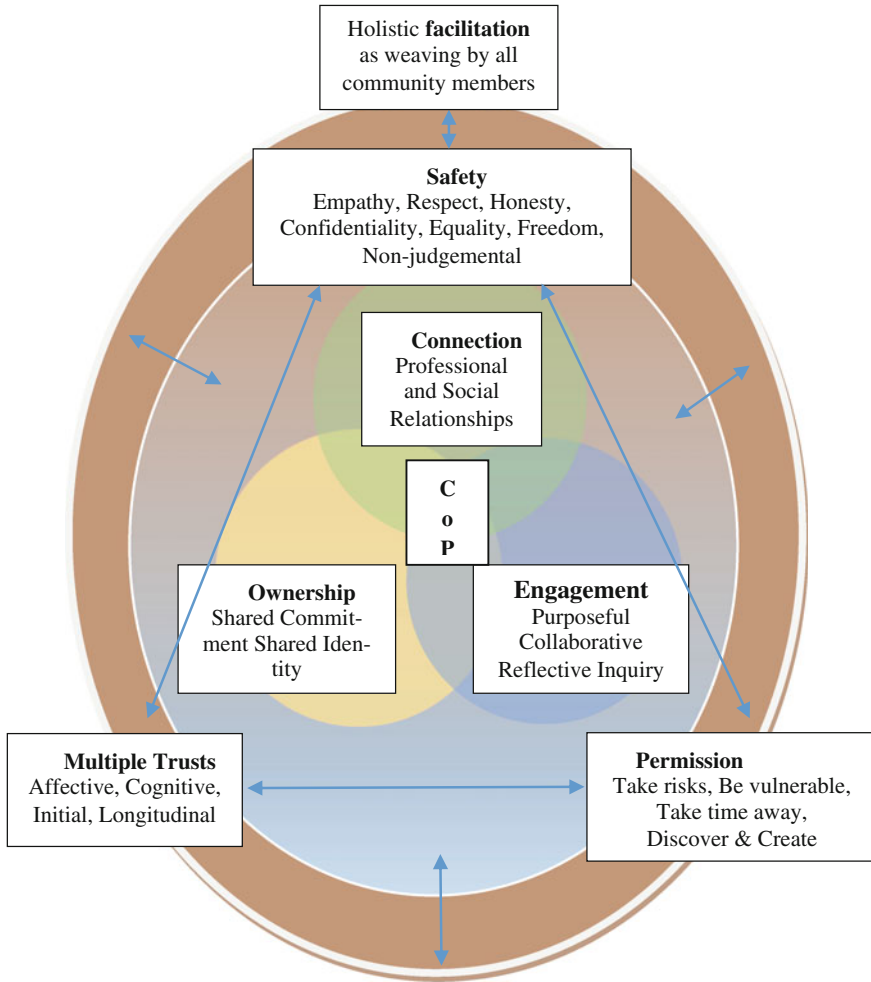 Holistic facilitation
as weaving by all
community members
Safety
Empathy, Respect, Honesty,
Confidentiality, Equality, Freedom,
Non-judgemental
Connection
Professional
and Social
Relationships
C
o
P
Ownership
Shared Commit-
ment Shared Iden-
tity
Engagement
Purposeful
Collaborative
Reflective Inquiry
Multiple Trusts
Affective, Cognitive,
Initial, Longitudinal
Permission
Take risks, Be vulnerable,
Take time away,
Discover & Create